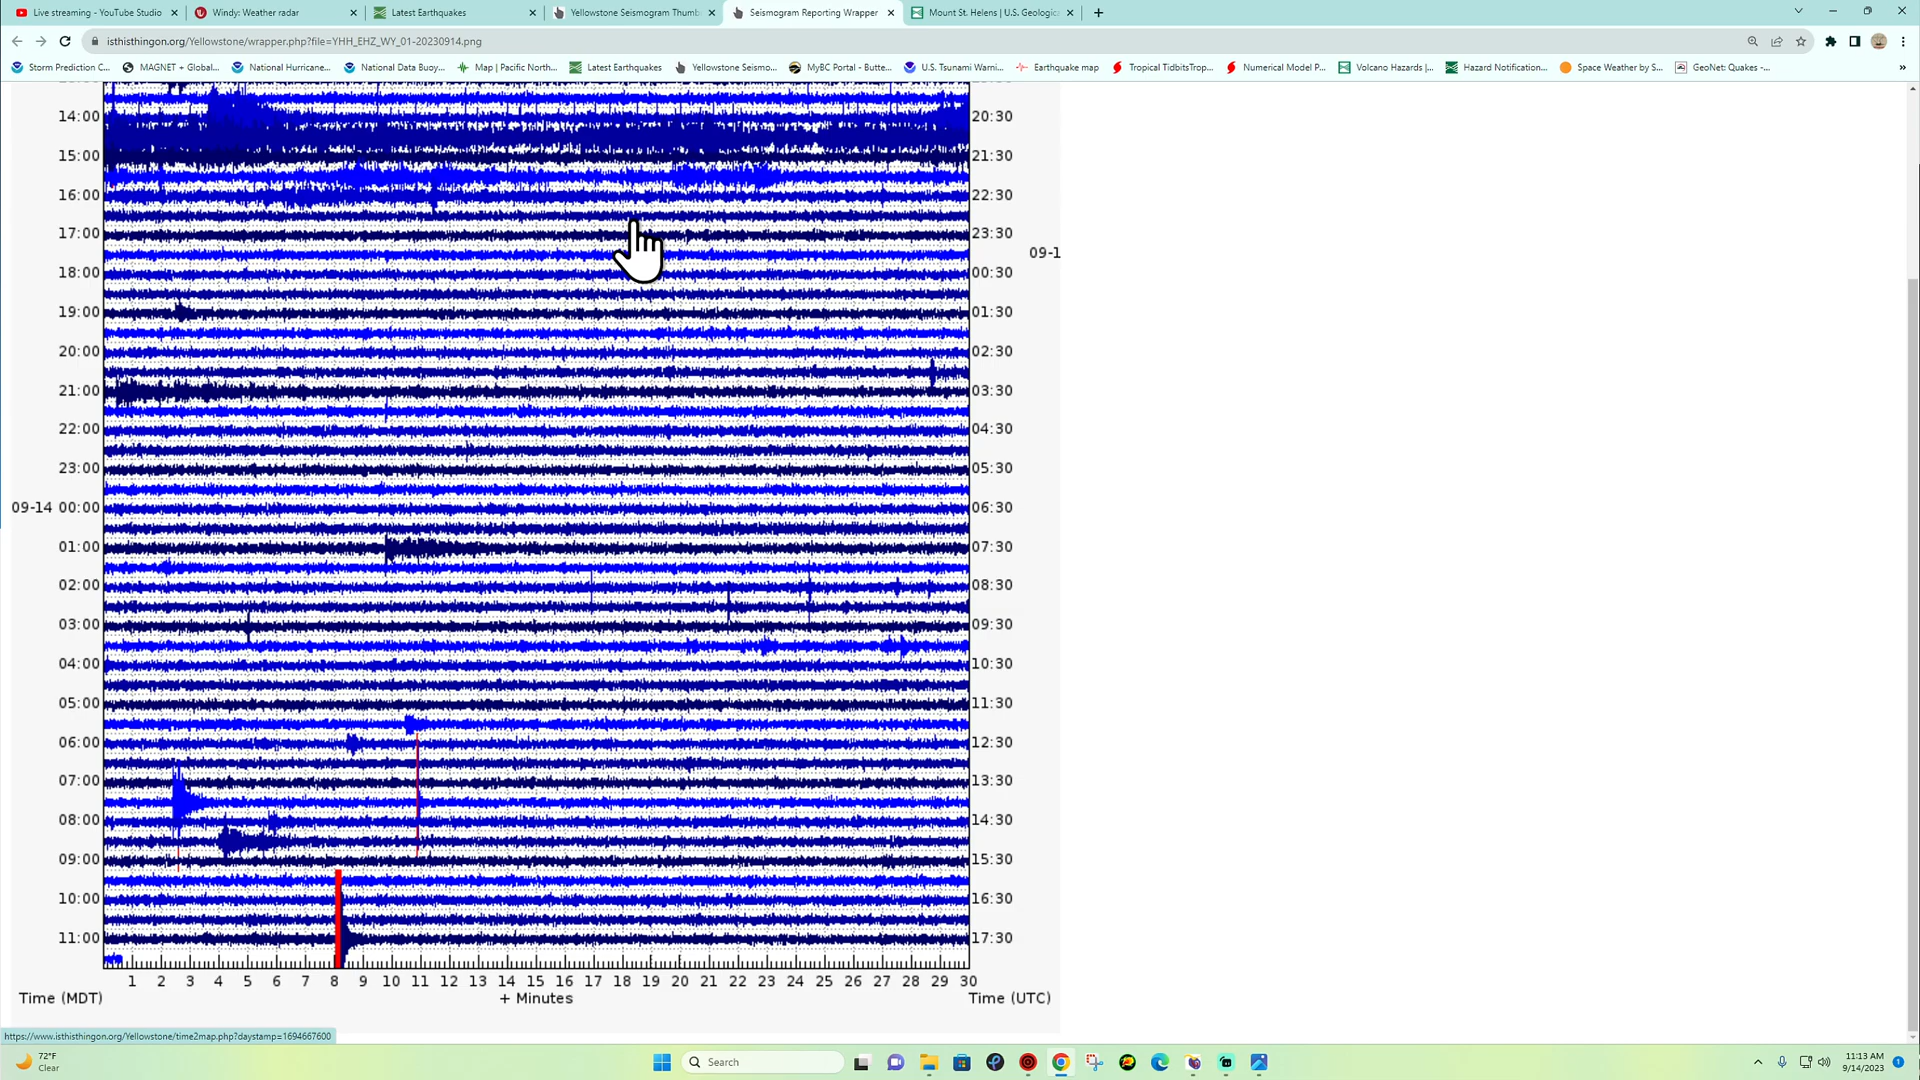 Live streaming - YouTube Studio
Windy: Weather radar
Latest Earthquakes
Yellowstone Seismogram Thumb
Seismogram Reporting Wrapper
Mount St. Helens | U.S. Geologic
isthisthingon.org/Yellowstone/wrapper.php?file=YHH_EHZ_WY_01-20230914.png
Storm Prediction C...
MAGNET + Global...
National Hurricane...
National Data Buoy...
Map | Pacific North...
Latest Earthquakes
Yellowstone Seismo...
MyBC Portal - Butte...
U.S. Tsunami Warni...
Earthquake map
Tropical TidbitsTrop...
Numerical Model P...
Volcano Hazards |...
Hazard Notification...
Space Weather by S...
GeoNet: Quakes -...
»
14:00 20:30
15:00 21:30
16:00 22:30
17:00 23:30
09-1
18:00 00:30
19:00 01:30
20:00 02:30
21:00 03:30
22:00 04:30
23:00 05:30
09-14 00:00 06:30
01:00 07:30
02:00 08:30
03:00 09:30
04:00 10:30
05:00 11:30
06:00 12:30
07:00 13:30
08:00 14:30
09:00 15:30
10:00 16:30
11:00 17:30
1 2 3 4 5 6 7 8 9 10 11 12 13 14 15 16 17 18 19 20 21 22 23 24 25 26 27 28 29 30
Time (MDT) + Minutes Time (UTC)
https://www.isthisthingon.org/Yellowstone/time2map.php?daystamp=1694667600
72°F
Clear
Search
11:13 AM
9/14/2023
1